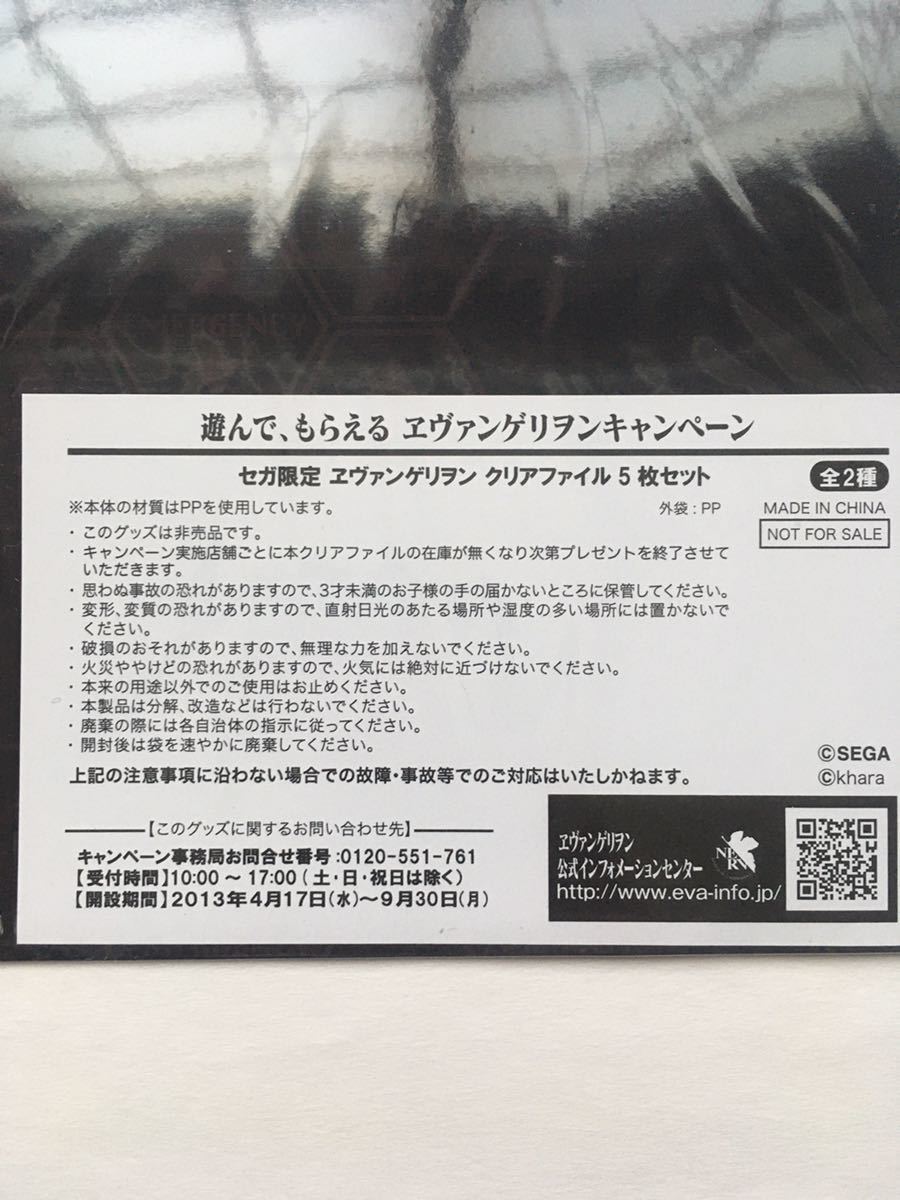 EMERGENCY
遊んで、もらえる ヱヴァンゲリヲンキャンペーン
セガ限定 ヱヴァンゲリヲン クリアファイル 5 枚セット
全2種
※本体の材質はPPを使用しています。
外袋:PP
MADE IN CHINA
NOT FOR SALE
・このグッズは非売品です。
・キャンペーン実施店舗ごとに本クリアファイルの在庫が無くなり次第プレゼントを終了させて
いただきます。
・思わぬ事故の恐れがありますので、3才未満のお子様の手の届かないところに保管してください。
・変形、変質の恐れがありますので、直射日光のあたる場所や湿度の多い場所には置かないで
ください。
・破損のおそれがありますので、無理な力を加えないでください。
・火災ややけどの恐れがありますので、火気には絶対に近づけないでください。
・本来の用途以外でのご使用はお止めください。
・本製品は分解、改造などは行わないでください。
・廃棄の際には各自治体の指示に従ってください。
・開封後は袋を速やかに廃棄してください。
上記の注意事項に沿わない場合での故障・事故等でのご対応はいたしかねます。
©SEGA
©khara
【このグッズに関するお問い合わせ先】
キャンペーン事務局お問合せ番号:0120-551-761
【受付時間】10:00 ~ 17:00 ( 土・日・祝日は除く)
【開設期間】2013年4月17日(水)~9月30日(月)
ヱヴァンゲリヲン
公式インフォメーションセンター
NERV
http://www.eva-info.jp/